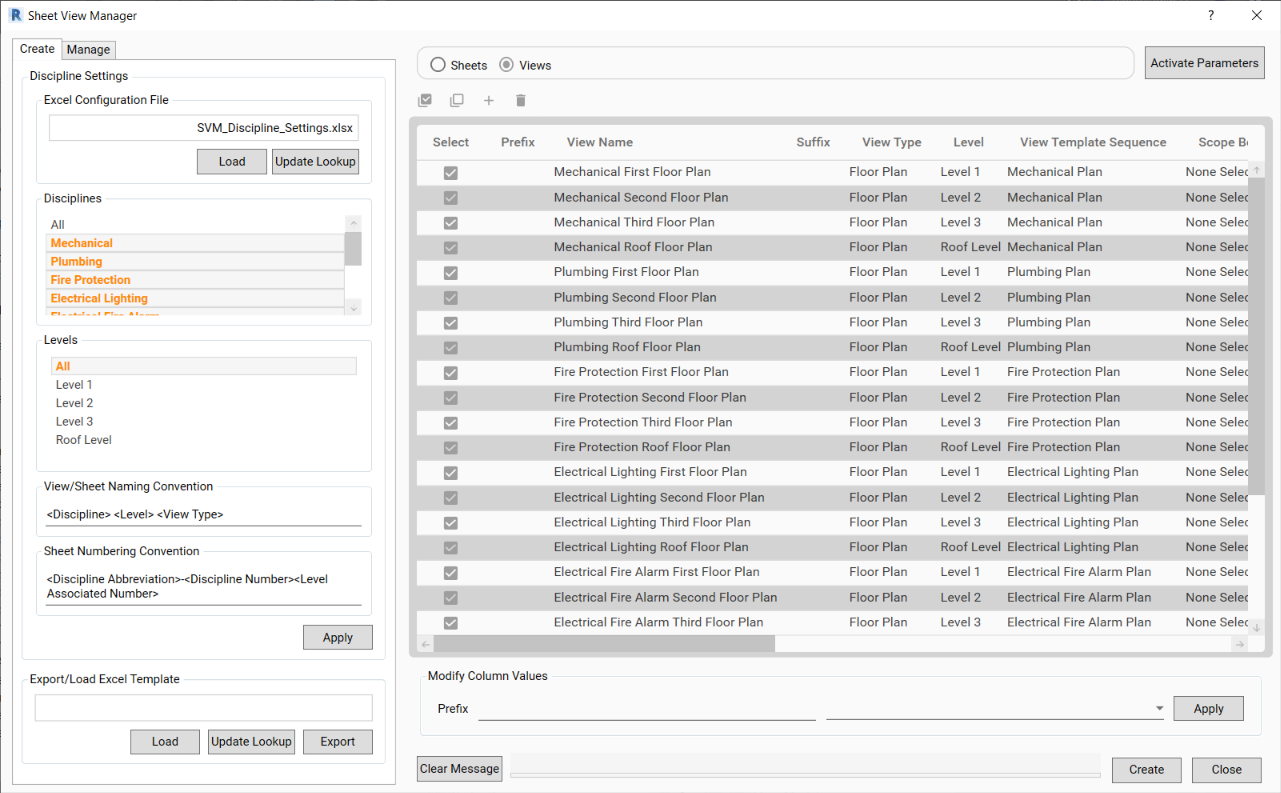 R Sheet View Manager ?
Create Manage
Discipline Settings
Excel Configuration File
SVM_Discipline_Settings.xlsx
Load Update Lookup
Disciplines
All
Mechanical
Plumbing
Fire Protection
Electrical Lighting
Electrical Fire Alarm
Levels
All
Level 1
Level 2
Level 3
Roof Level
View/Sheet Naming Convention
<Discipline> <Level> <View Type>
Sheet Numbering Convention
<Discipline Abbreviation>-<Discipline Number><Level
Associated Number>
Apply
Export/Load Excel Template
Load Update Lookup Export
Sheets Views Activate Parameters
Select Prefix View Name Suffix View Type Level View Template Sequence Scope Bo
Mechanical First Floor Plan Floor Plan Level 1 Mechanical Plan None Selec
Mechanical Second Floor Plan Floor Plan Level 2 Mechanical Plan None Selec
Mechanical Third Floor Plan Floor Plan Level 3 Mechanical Plan None Selec
Mechanical Roof Floor Plan Floor Plan Roof Level Mechanical Plan None Selec
Plumbing First Floor Plan Floor Plan Level 1 Plumbing Plan None Selec
Plumbing Second Floor Plan Floor Plan Level 2 Plumbing Plan None Selec
Plumbing Third Floor Plan Floor Plan Level 3 Plumbing Plan None Selec
Plumbing Roof Floor Plan Floor Plan Roof Level Plumbing Plan None Selec
Fire Protection First Floor Plan Floor Plan Level 1 Fire Protection Plan None Selec
Fire Protection Second Floor Plan Floor Plan Level 2 Fire Protection Plan None Selec
Fire Protection Third Floor Plan Floor Plan Level 3 Fire Protection Plan None Selec
Fire Protection Roof Floor Plan Floor Plan Roof Level Fire Protection Plan None Selec
Electrical Lighting First Floor Plan Floor Plan Level 1 Electrical Lighting Plan None Selec
Electrical Lighting Second Floor Plan Floor Plan Level 2 Electrical Lighting Plan None Selec
Electrical Lighting Third Floor Plan Floor Plan Level 3 Electrical Lighting Plan None Selec
Electrical Lighting Roof Floor Plan Floor Plan Roof Level Electrical Lighting Plan None Selec
Electrical Fire Alarm First Floor Plan Floor Plan Level 1 Electrical Fire Alarm Plan None Selec
Electrical Fire Alarm Second Floor Plan Floor Plan Level 2 Electrical Fire Alarm Plan None Selec
Electrical Fire Alarm Third Floor Plan Floor Plan Level 3 Electrical Fire Alarm Plan None Selec
Modify Column Values
Prefix Apply
Clear Message Create Close